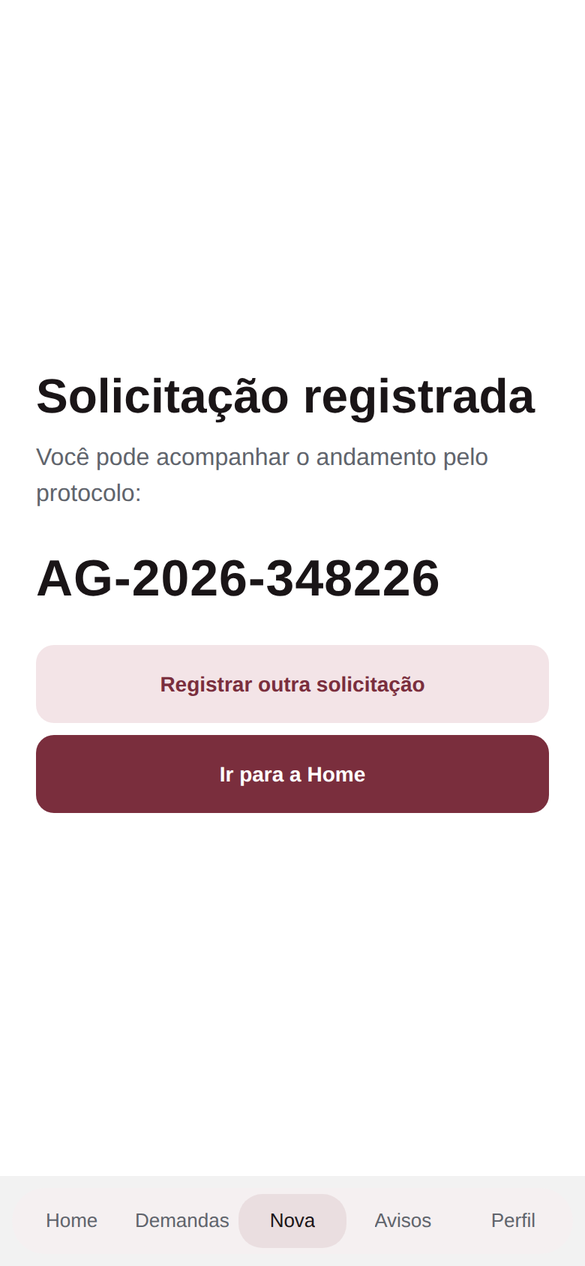 Solicitação registrada
Você pode acompanhar o andamento pelo
protocolo:
AG-2026-348226
Registrar outra solicitação
Ir para a Home
Home Demandas Nova Avisos Perfil